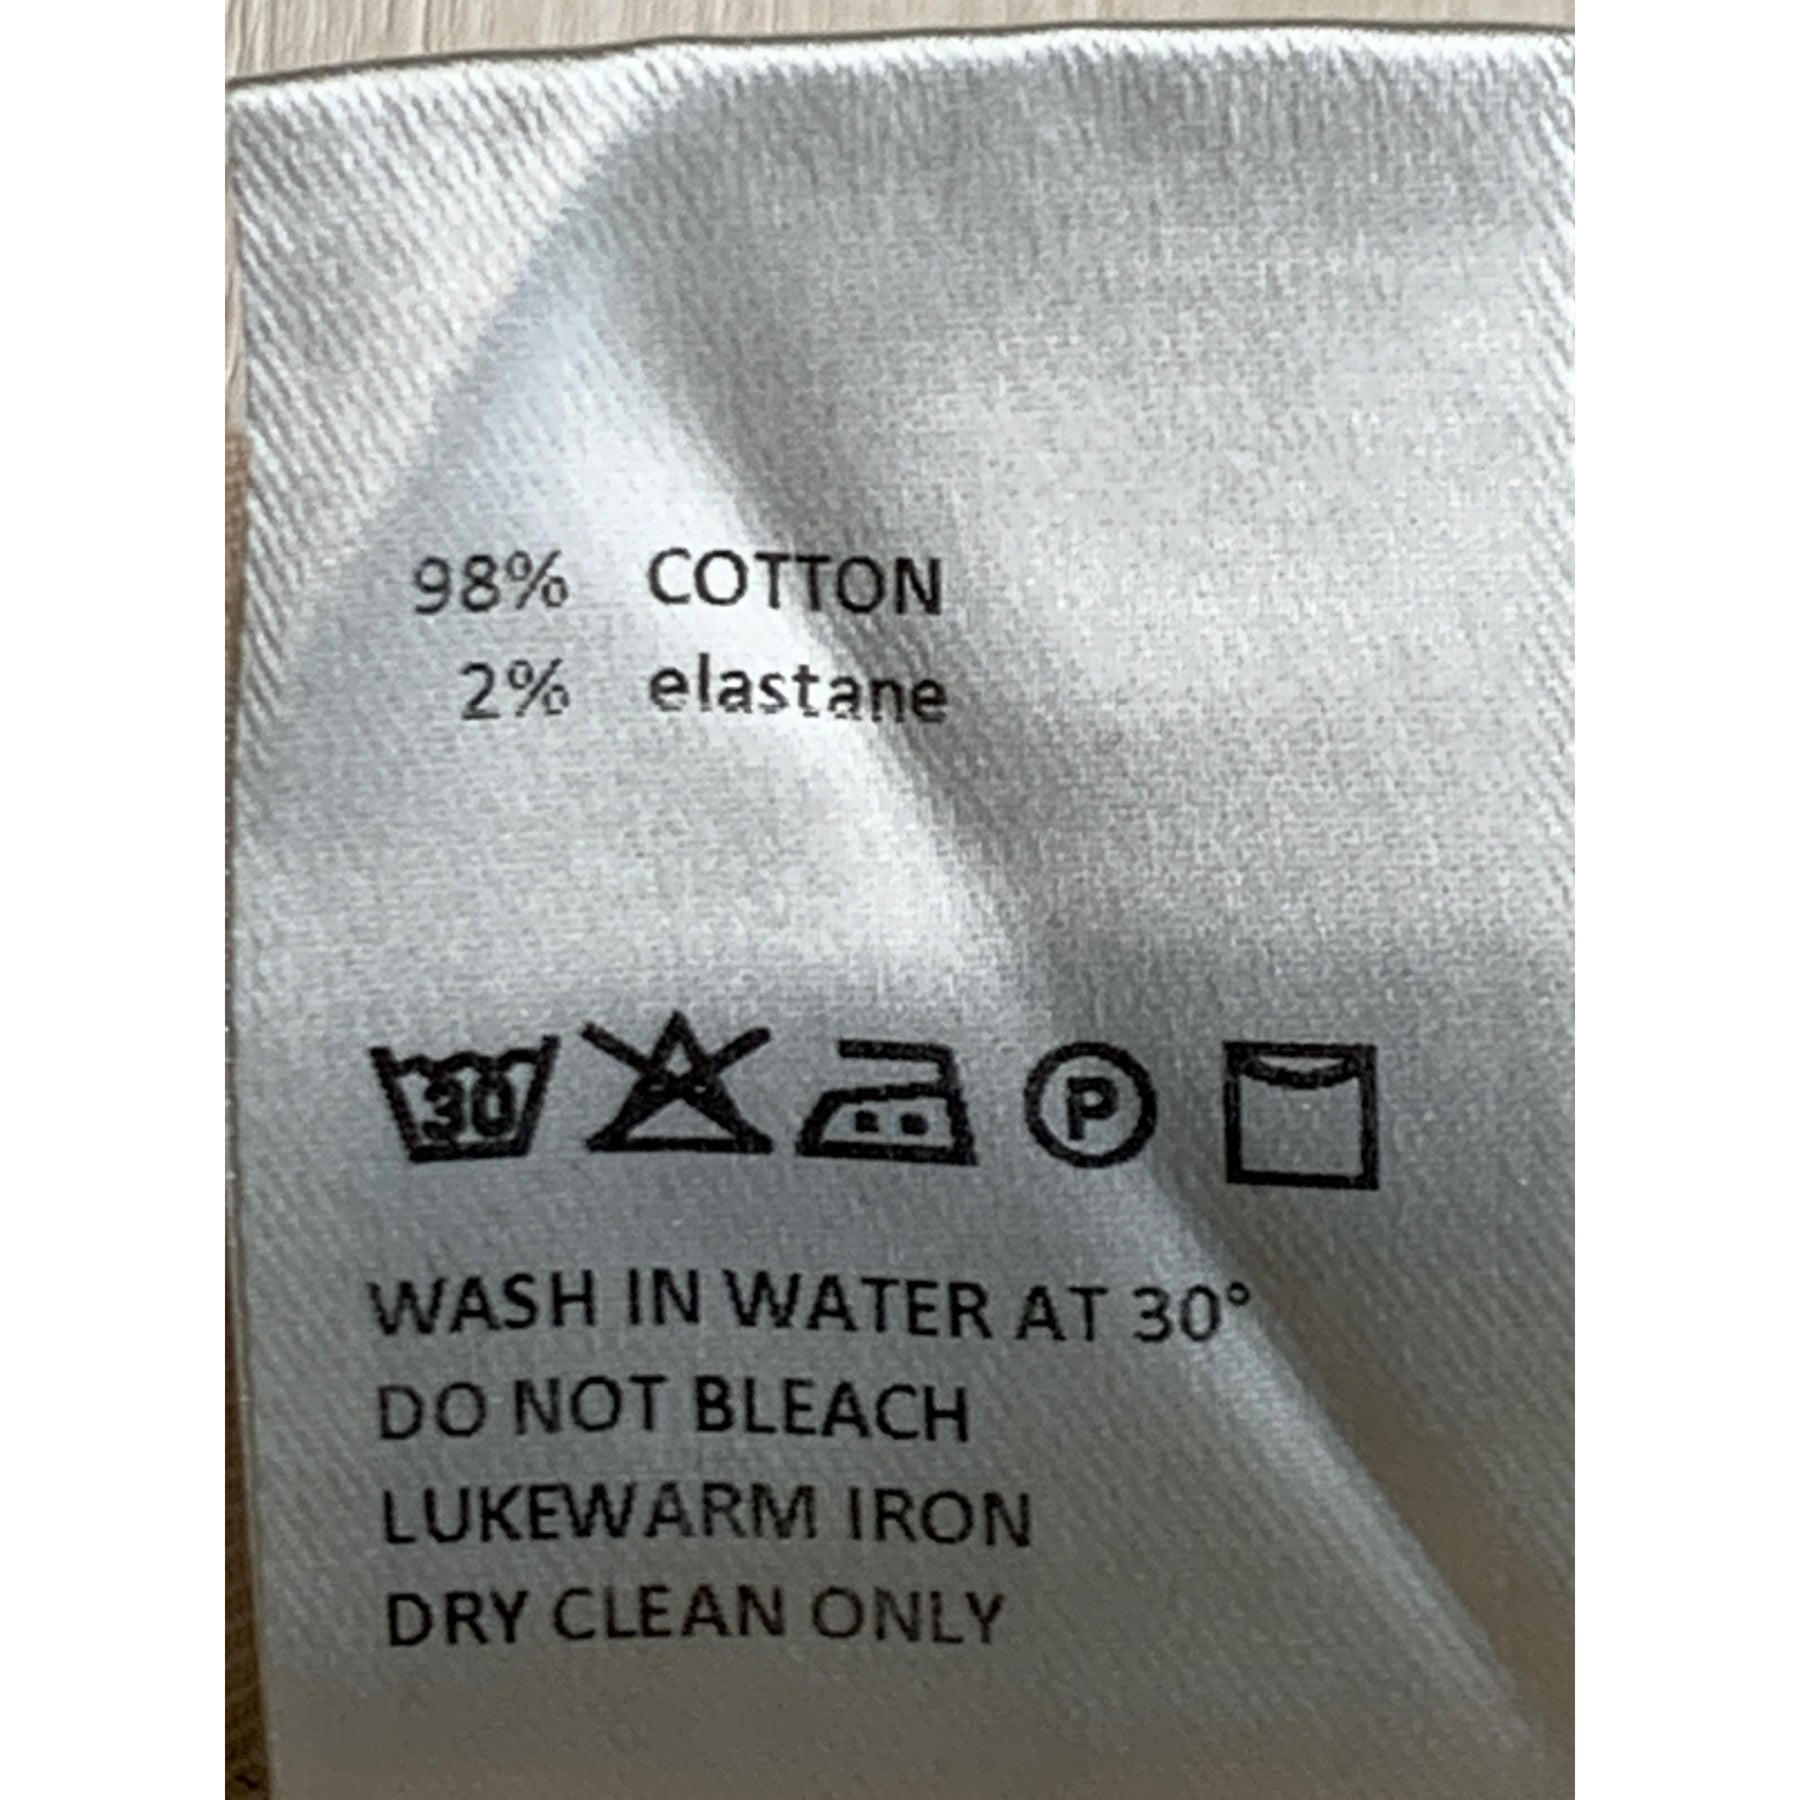 98% COTTON
2% elastane
30 P
WASH IN WATER AT 30°
DO NOT BLEACH
LUKEWARM IRON
DRY CLEAN ONLY